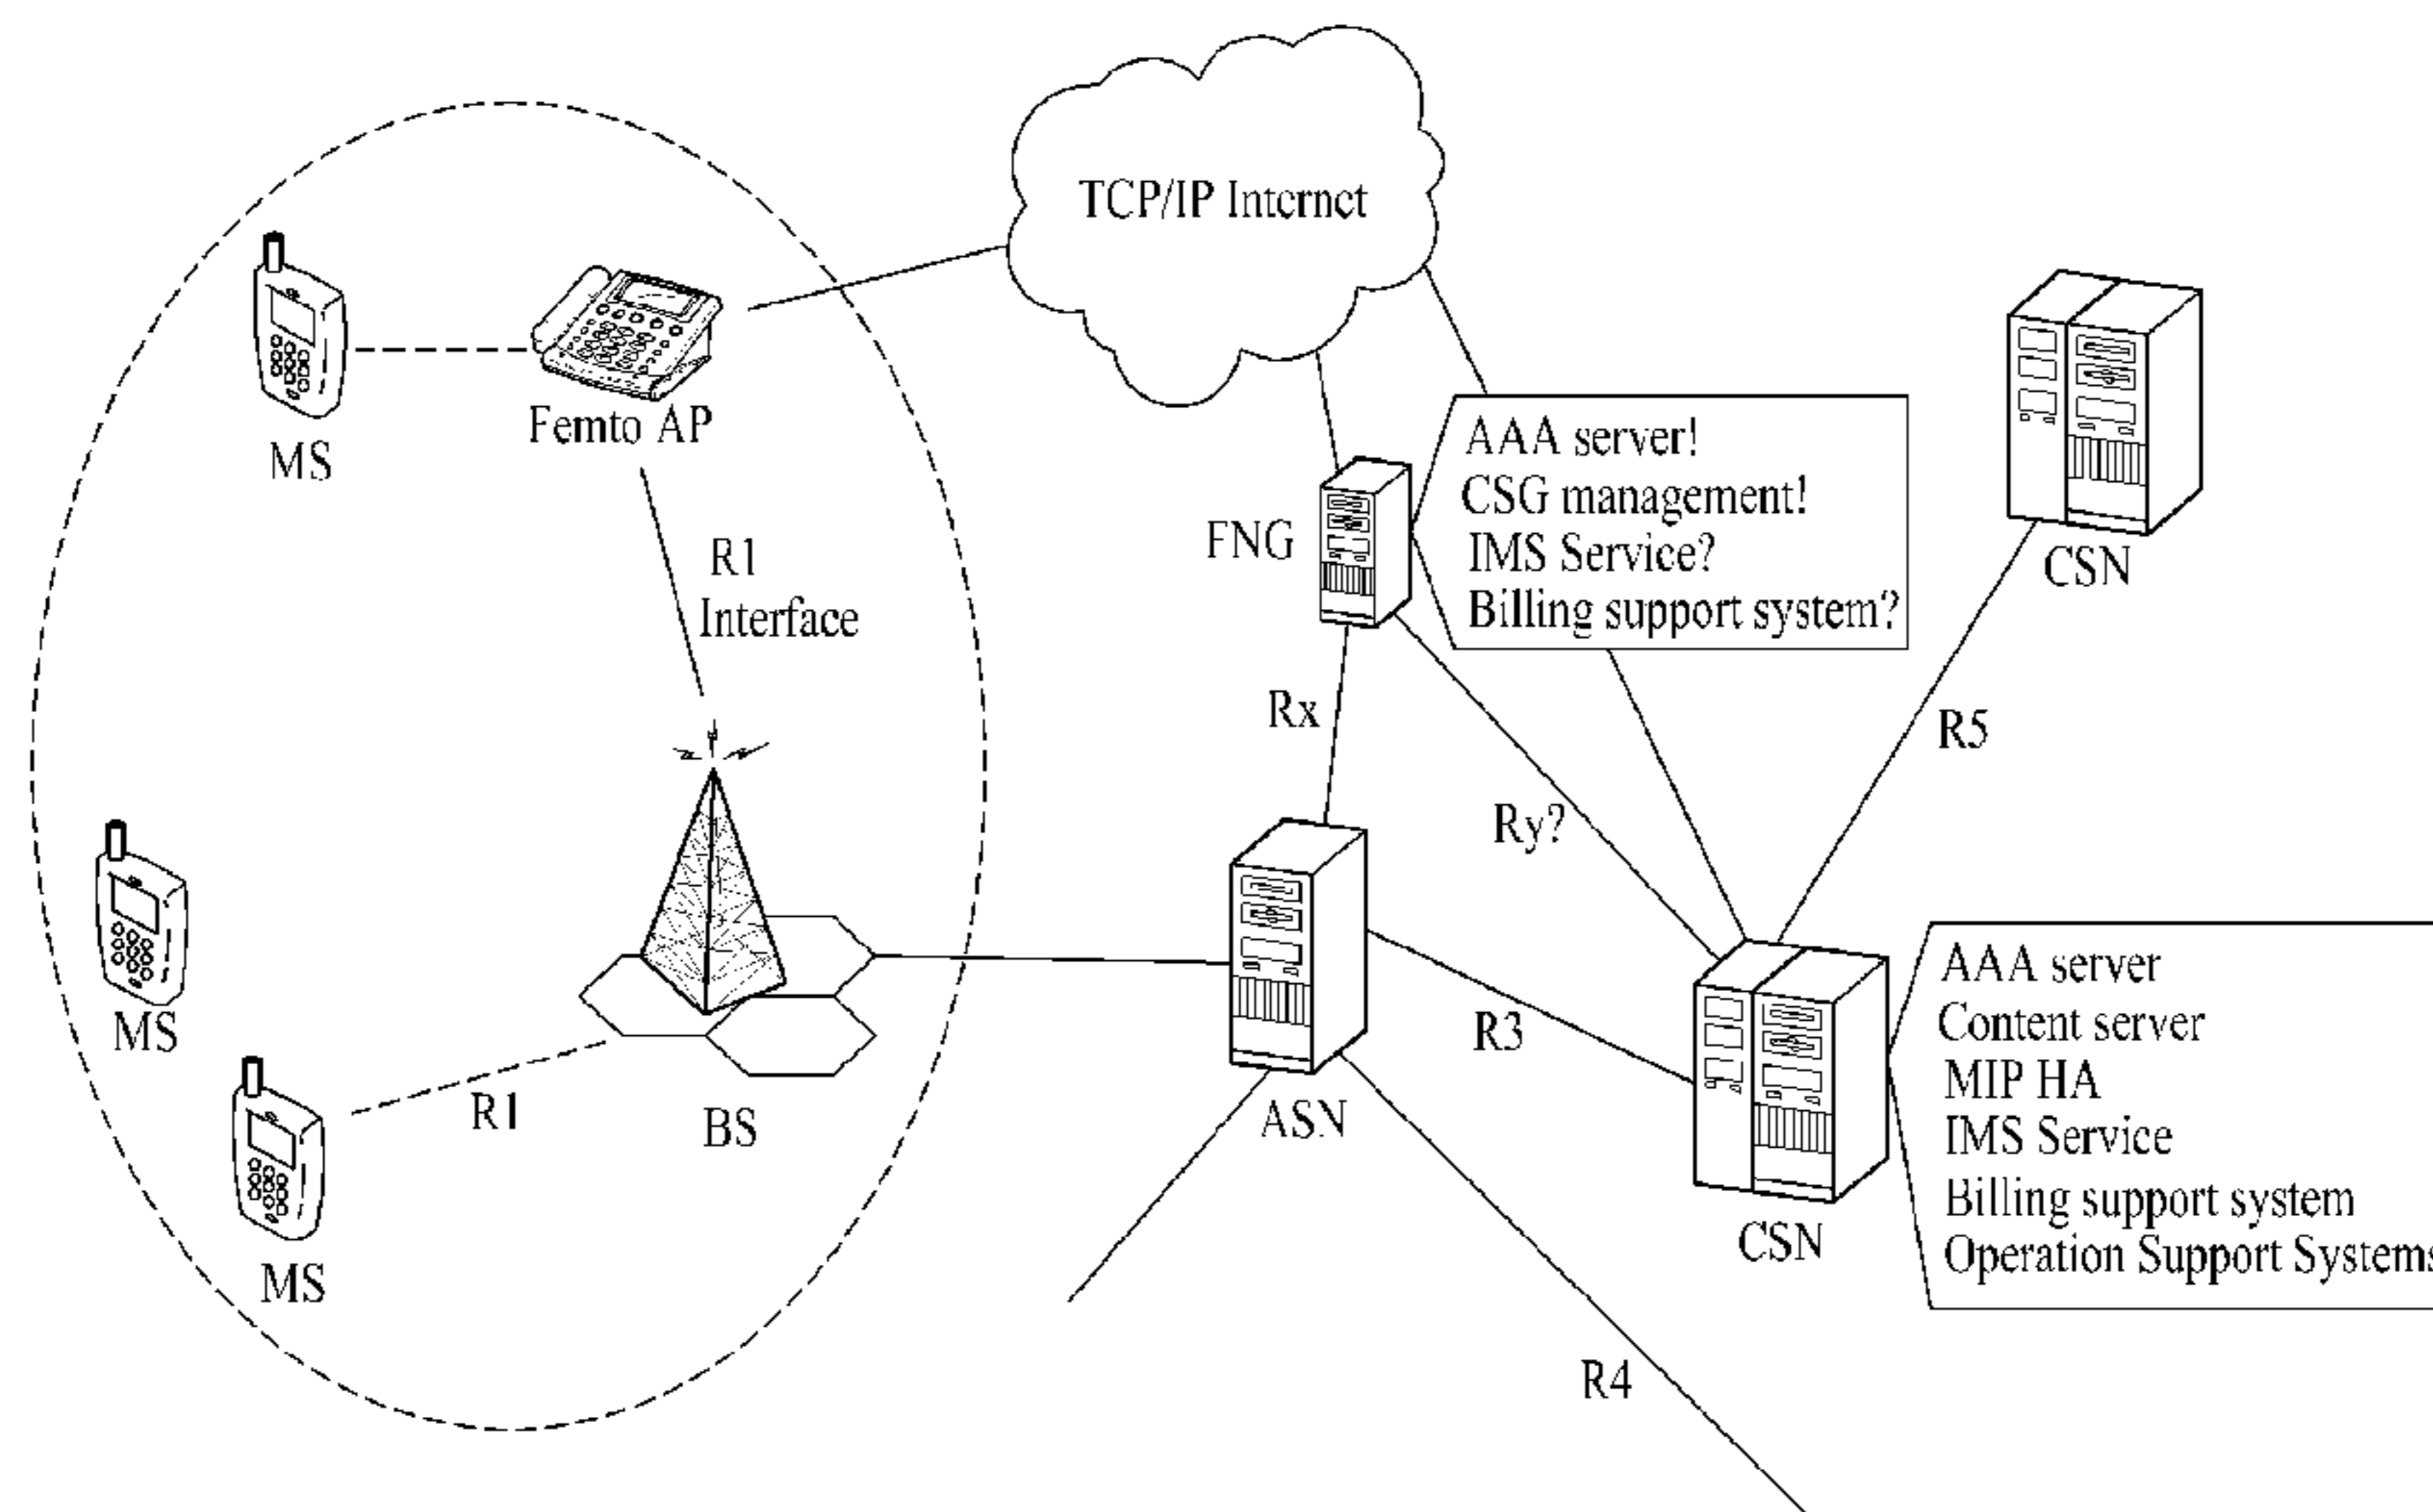 TCP/IP Internet
MS
Femto AP
AAA server!
CSG management!
IMS Service?
Billing support system?
FNG
CSN
R1
Interface
Rx
R5
Ry?
MS
R1
BS
MS
ASN
R3
CSN
AAA server
Content server
MIP HA
IMS Service
Billing support system
Operation Support Systems
R4